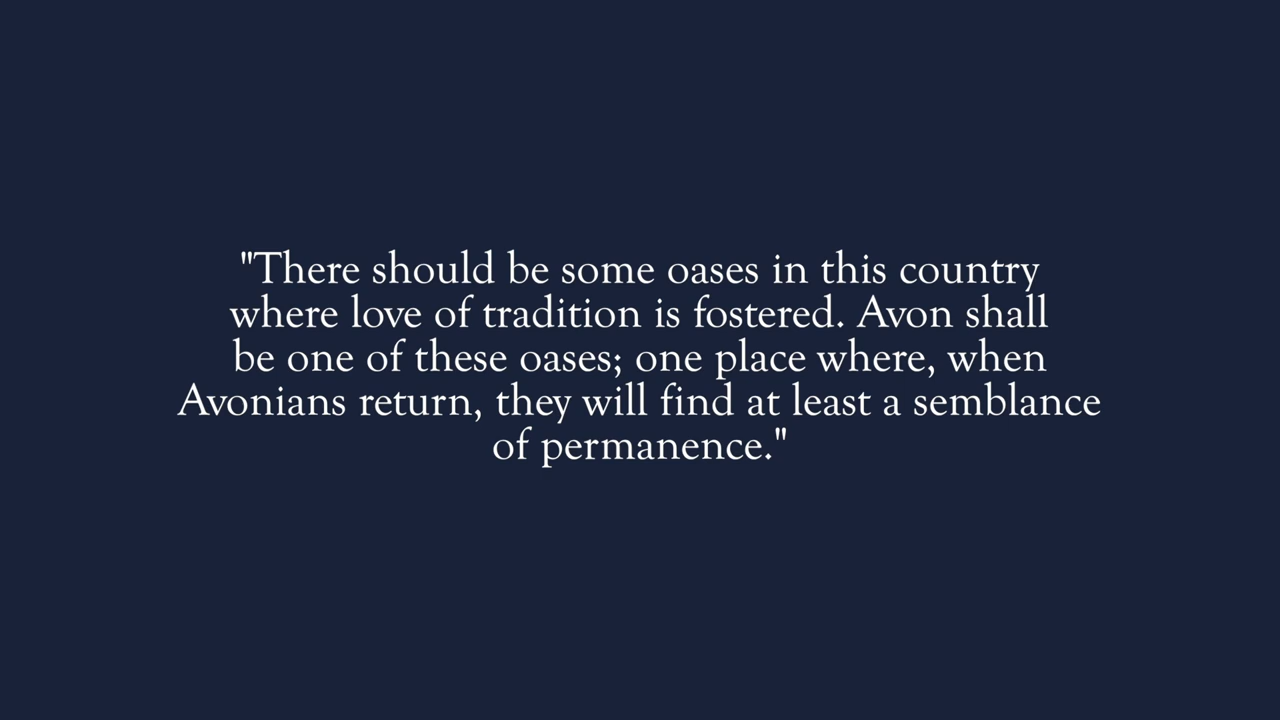 "There should be some oases in this country
where love of tradition is fostered. Avon shall
be one of these oases; one place where, when
Avonians return, they will find at least a semblance
of permanence."